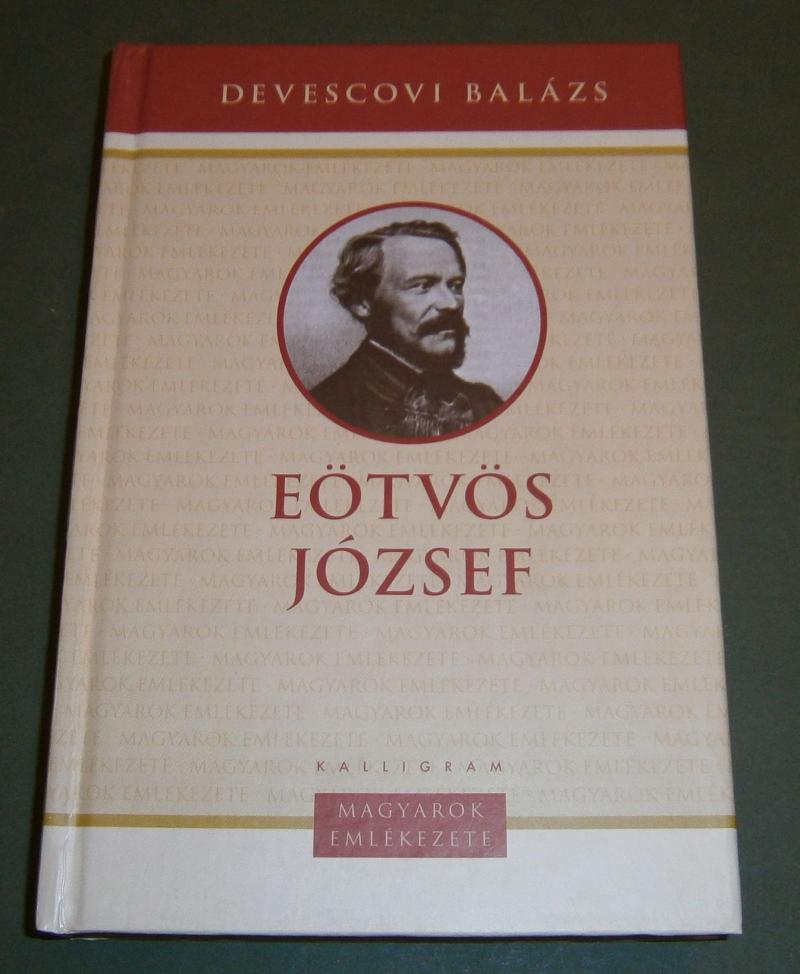 DEVESCOVI BALÁZS
EÖTVÖS
JÓZSEF
KALLIGRAM
MAGYAROK
EMLÉKEZETE